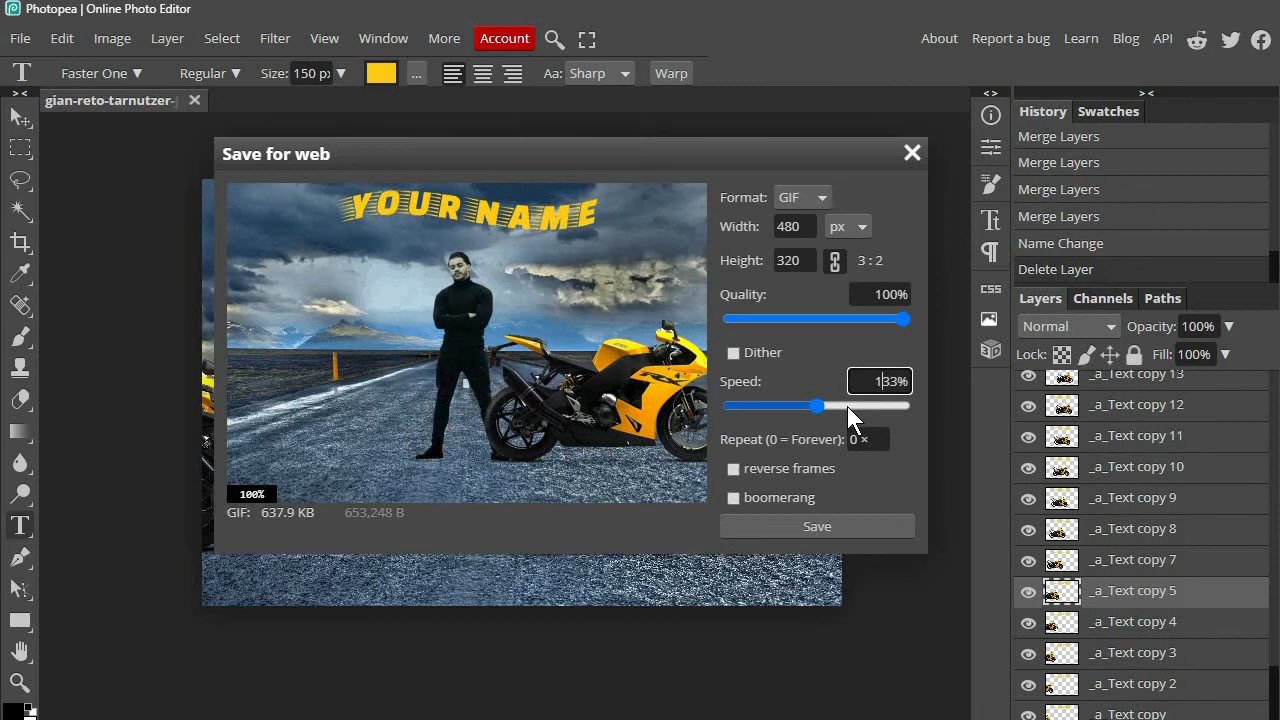 Photopea | Online Photo Editor
File Edit Image Layer Select Filter View Window More Account About Report a bug Learn Blog API
Faster One ▼ Regular ▼ Size: 150 px ▼ ... Aa: Sharp Warp
gian-reto-tarnutzer-
Save for web
YOUR NAME
100%
GIF: 637.9 KB 653,248 B
Format: GIF
Width: 480 px
Height: 320 3 : 2
Quality: 100%
Dither
Speed: 133%
Repeat (0 = Forever): 0 ×
reverse frames
boomerang
Save
CSS
History Swatches
Merge Layers
Merge Layers
Merge Layers
Merge Layers
Name Change
Delete Layer
Layers Channels Paths
Normal Opacity: 100% ▼
Lock: Fill: 100% ▼
_a_Text copy 13
_a_Text copy 12
_a_Text copy 11
_a_Text copy 10
_a_Text copy 9
_a_Text copy 8
_a_Text copy 7
_a_Text copy 5
_a_Text copy 4
_a_Text copy 3
_a_Text copy 2
_a_Text copy